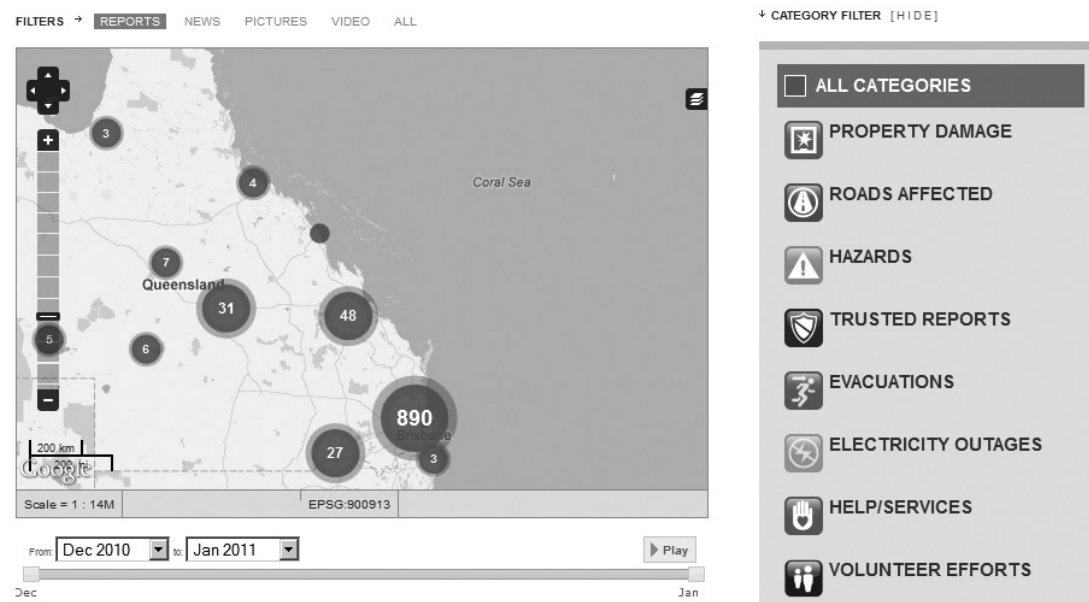 FILTERS → REPORTS NEWS PICTURES VIDEO ALL
↓ CATEGORY FILTER [HIDE]
3
4
Coral Sea
7
Queensland
31
48
5
6
890
Brisbane
27
3
200 km
200 mi
Google
Scale = 1 : 14M
EPSG:900913
From: Dec 2010 to: Jan 2011 Play
Dec Jan
ALL CATEGORIES
PROPERTY DAMAGE
ROADS AFFECTED
HAZARDS
TRUSTED REPORTS
EVACUATIONS
ELECTRICITY OUTAGES
HELP/SERVICES
VOLUNTEER EFFORTS